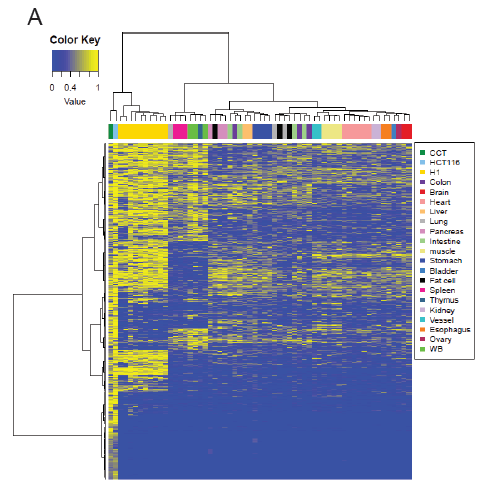 A
Color Key
0 0.4 1
Value
CCT
HCT116
H1
Colon
Brain
Heart
Liver
Lung
Pancreas
Intestine
muscle
Stomach
Bladder
Fat cell
Spleen
Thymus
Kidney
Vessel
Esphagus
Ovary
WB